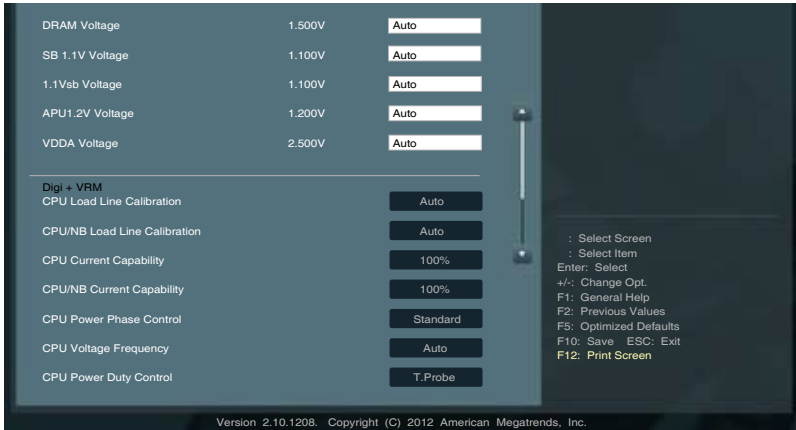 DRAM Voltage 1.500V Auto
SB 1.1V Voltage 1.100V Auto
1.1Vsb Voltage 1.100V Auto
APU1.2V Voltage 1.200V Auto
VDDA Voltage 2.500V Auto
Digi + VRM
CPU Load Line Calibration Auto
CPU/NB Load Line Calibration Auto
CPU Current Capability 100%
CPU/NB Current Capability 100%
CPU Power Phase Control Standard
CPU Voltage Frequency Auto
CPU Power Duty Control T.Probe
: Select Screen
: Select Item
Enter: Select
+/-: Change Opt.
F1: General Help
F2: Previous Values
F5: Optimized Defaults
F10: Save ESC: Exit
F12: Print Screen
Version 2.10.1208. Copyright (C) 2012 American Megatrends, Inc.